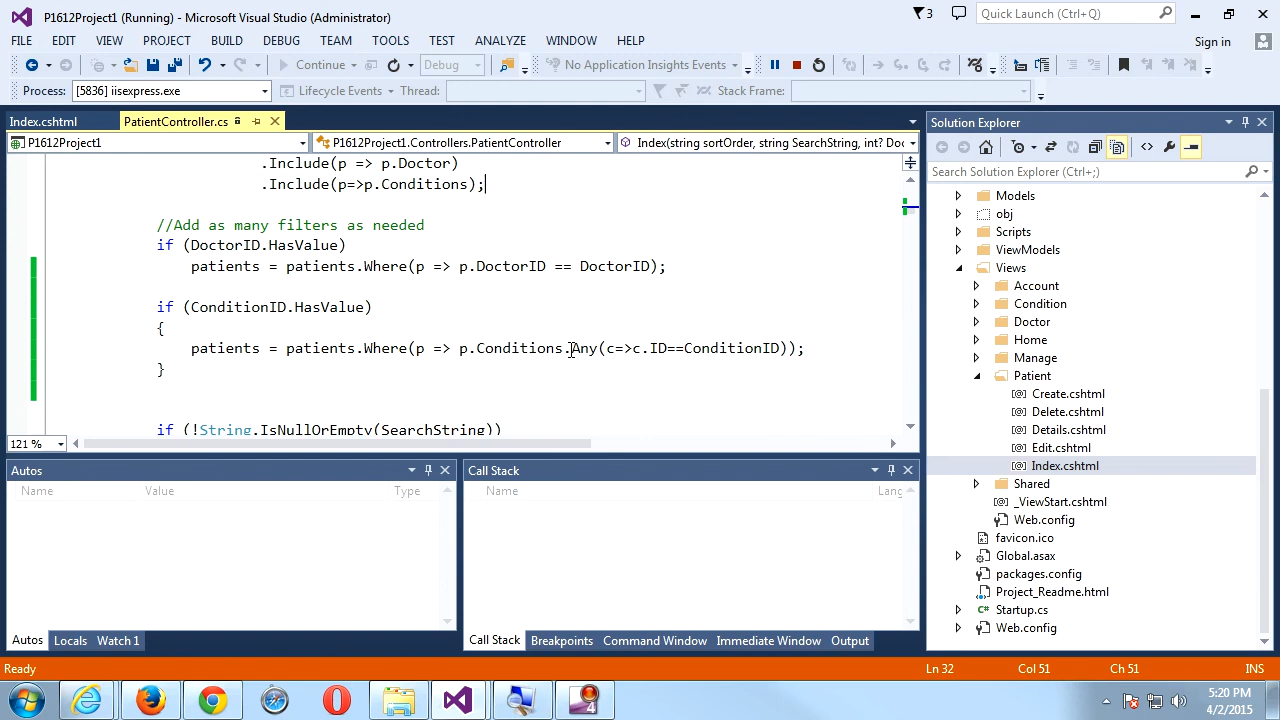 P1612Project1 (Running) - Microsoft Visual Studio (Administrator)
3
Quick Launch (Ctrl+Q)
FILE EDIT VIEW PROJECT BUILD DEBUG TEAM TOOLS TEST ANALYZE WINDOW HELP
Sign in
Continue
Debug
No Application Insights Events
Process: [5836] iisexpress.exe
Lifecycle Events
Thread:
Stack Frame:
Index.cshtml
PatientController.cs
P1612Project1
P1612Project1.Controllers.PatientController
Index(string sortOrder, string SearchString, int? Doc
.Include(p => p.Doctor)
.Include(p=>p.Conditions);
//Add as many filters as needed
if (DoctorID.HasValue)
patients = patients.Where(p => p.DoctorID == DoctorID);
if (ConditionID.HasValue)
{
patients = patients.Where(p => p.Conditions.Any(c=>c.ID==ConditionID));
}
if (!String.IsNullOrEmpty(SearchString))
121 %
Autos
Name Value Type
Autos Locals Watch 1
Call Stack
Name Lang
Call Stack Breakpoints Command Window Immediate Window Output
Solution Explorer
Search Solution Explorer (Ctrl+;)
Models
obj
Scripts
ViewModels
Views
Account
Condition
Doctor
Home
Manage
Patient
Create.cshtml
Delete.cshtml
Details.cshtml
Edit.cshtml
Index.cshtml
Shared
_ViewStart.cshtml
Web.config
favicon.ico
Global.asax
packages.config
Project_Readme.html
Startup.cs
Web.config
Ready
Ln 32 Col 51 Ch 51 INS
4
5:20 PM
4/2/2015